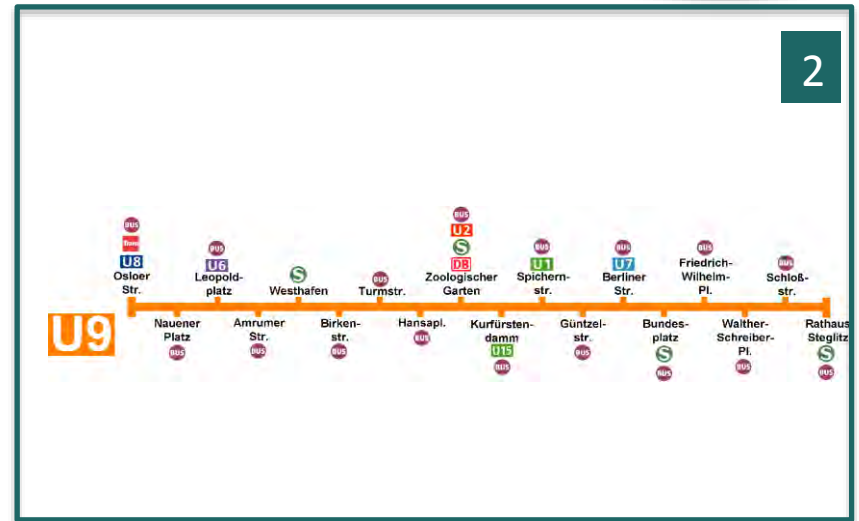 2
BUS
Tram
U8
Osloer
Str.
BUS
U6
Leopold-
platz
S
Westhafen
BUS
Turmstr.
BUS
U2
S
DB
Zoologischer
Garten
BUS
U1
Spichern-
str.
BUS
U7
Berliner
Str.
BUS
Friedrich-
Wilhelm-
Pl.
BUS
Schloß-
str.
U9
Nauener
Platz
BUS
Amrumer
Str.
BUS
Birken-
str.
BUS
Hansapl.
BUS
Kurfürsten-
damm
U15
BUS
Güntzel-
str.
BUS
Bundes-
platz
S
BUS
Walther-
Schreiber-
Pl.
BUS
Rathaus
Steglitz
S
BUS